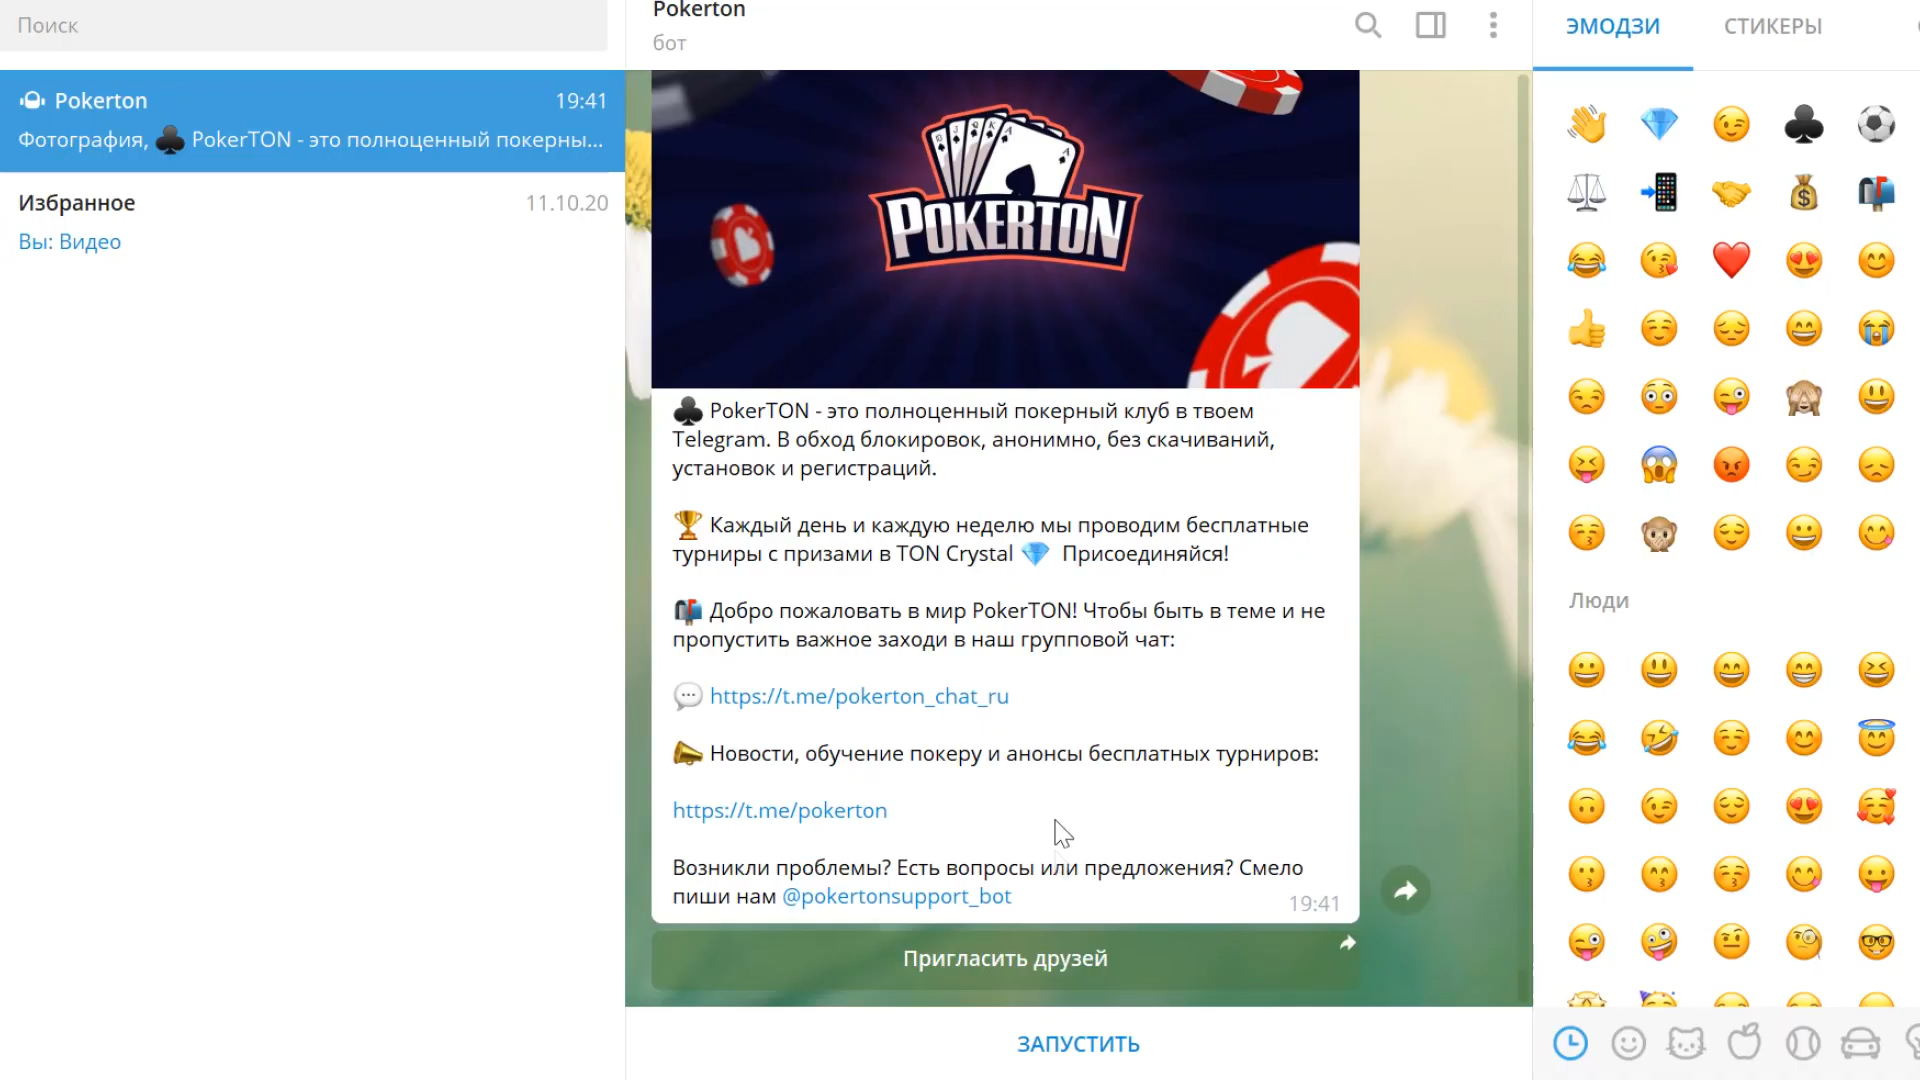 Поиск
Pokerton
19:41
Фотография, PokerTON - это полноценный покерны...
Избранное
11.10.20
Вы: Видео
Pokerton
бот
POKERTON
PokerTON - это полноценный покерный клуб в твоем
Telegram. В обход блокировок, анонимно, без скачиваний,
установок и регистраций.
Каждый день и каждую неделю мы проводим бесплатные
турниры с призами в TON Crystal 💎 Присоединяйся!
Добро пожаловать в мир PokerTON! Чтобы быть в теме и не
пропустить важное заходи в наш групповой чат:
https://t.me/pokerton_chat_ru
Новости, обучение покеру и анонсы бесплатных турниров:
https://t.me/pokerton
Возникли проблемы? Есть вопросы или предложения? Смело
пиши нам @pokertonsupport_bot
19:41
Пригласить друзей
ЗАПУСТИТЬ
ЭМОДЗИ
СТИКЕРЫ
Люди